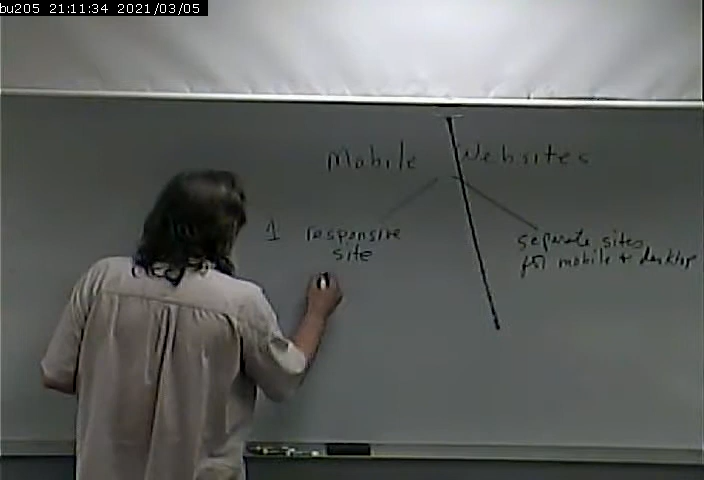 bu205 21:11:34 2021/03/05
Mobile Websites
1 responsive
site
separate sites
for mobile + desktop